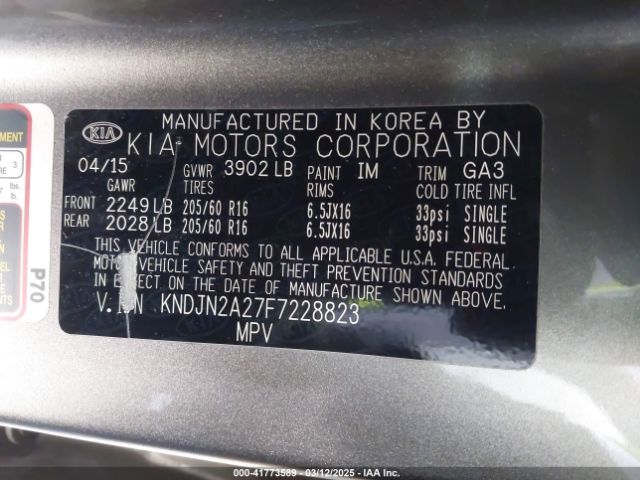 MANUFACTURED IN KOREA BY
KIA KIA MOTORS CORPORATION
04/15 GVWR 3902 LB PAINT IM TRIM GA3
GAWR TIRES RIMS COLD TIRE INFL
FRONT 2249 LB 205/60 R16 6.5JX16 33psi SINGLE
REAR 2028 LB 205/60 R16 6.5JX16 33psi SINGLE
THIS VEHICLE CONFORMS TO ALL APPLICABLE U.S.A. FEDERAL
MOTOR VEHICLE SAFETY AND THEFT PREVENTION STANDARDS
IN EFFECT ON THE DATE OF MANUFACTURE SHOWN ABOVE.
V.I.N KNDJN2A27F7228823
MPV
P70
00-41773589 - 03/12/2025 - IAAI.COM